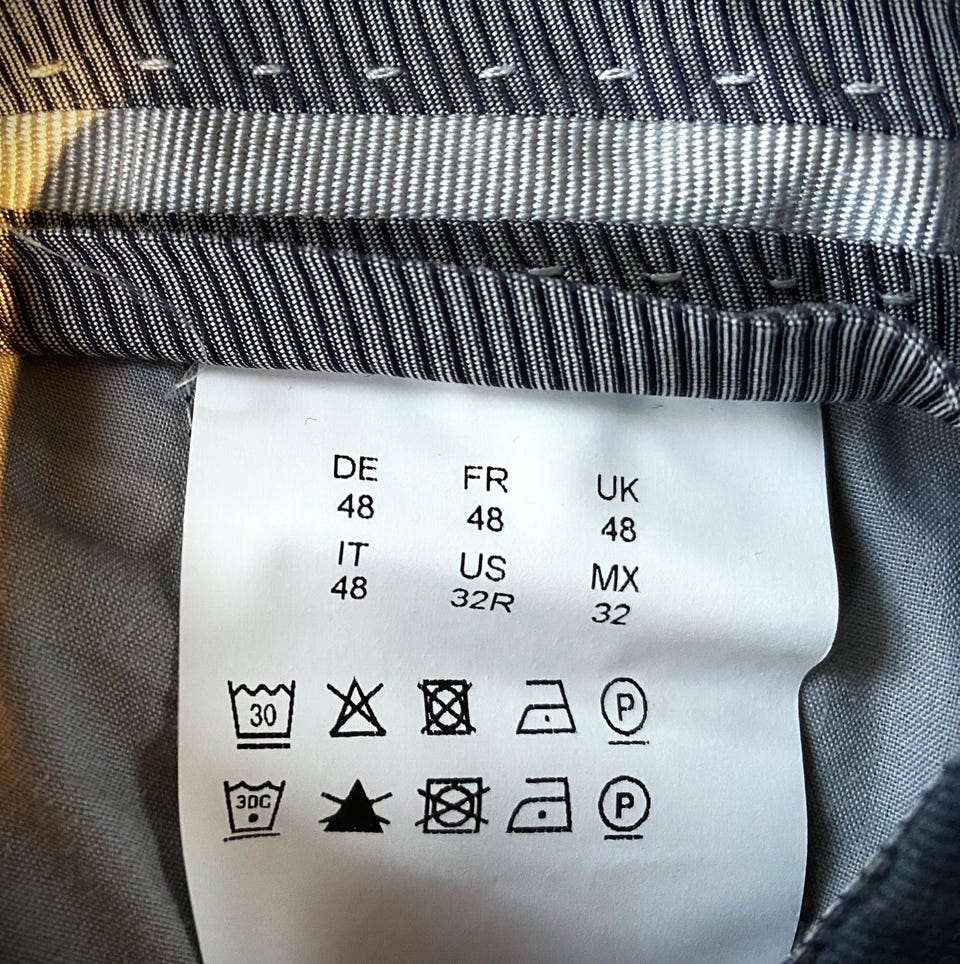 DE FR UK
48 48 48
IT US MX
48 32R 32
30 P
30C P